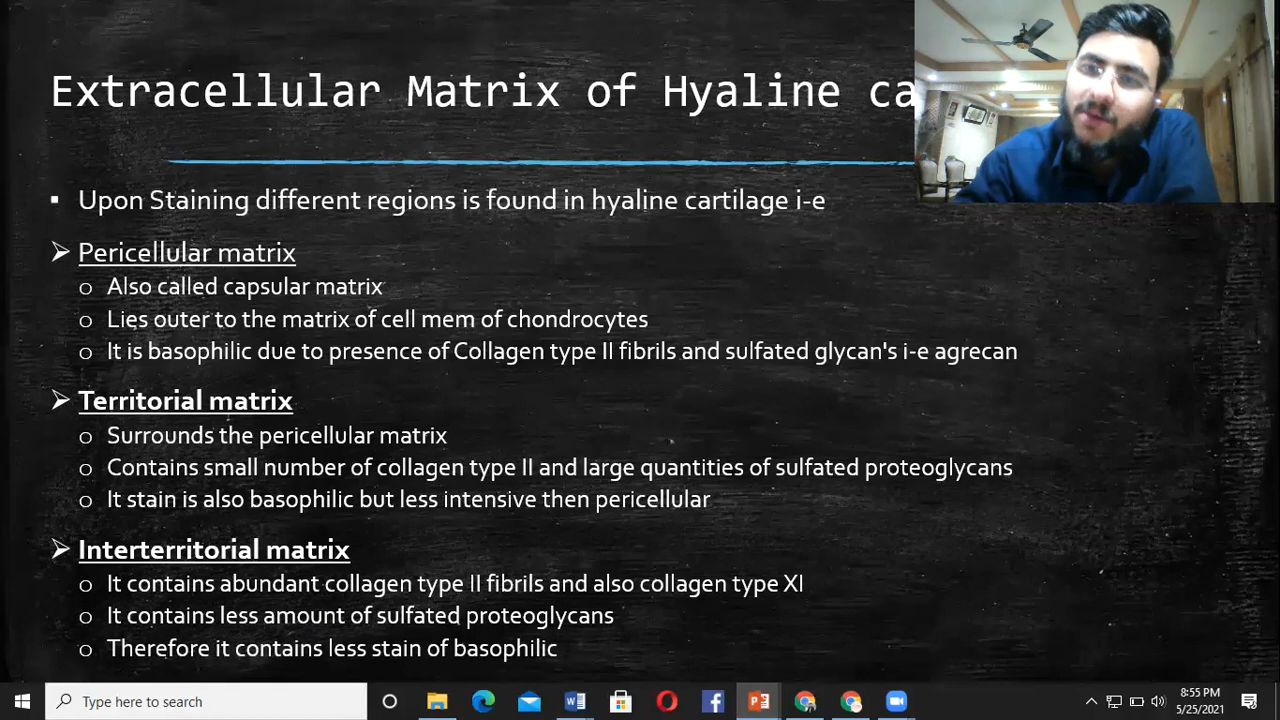 Extracellular Matrix of Hyaline ca
▪ Upon Staining different regions is found in hyaline cartilage i-e
➢ Pericellular matrix
o Also called capsular matrix
o Lies outer to the matrix of cell mem of chondrocytes
o It is basophilic due to presence of Collagen type II fibrils and sulfated glycan's i-e agrecan
➢ Territorial matrix
o Surrounds the pericellular matrix
o Contains small number of collagen type II and large quantities of sulfated proteoglycans
o It stain is also basophilic but less intensive then pericellular
➢ Interterritorial matrix
o It contains abundant collagen type II fibrils and also collagen type XI
o It contains less amount of sulfated proteoglycans
o Therefore it contains less stain of basophilic
Type here to search
8:55 PM
5/25/2021